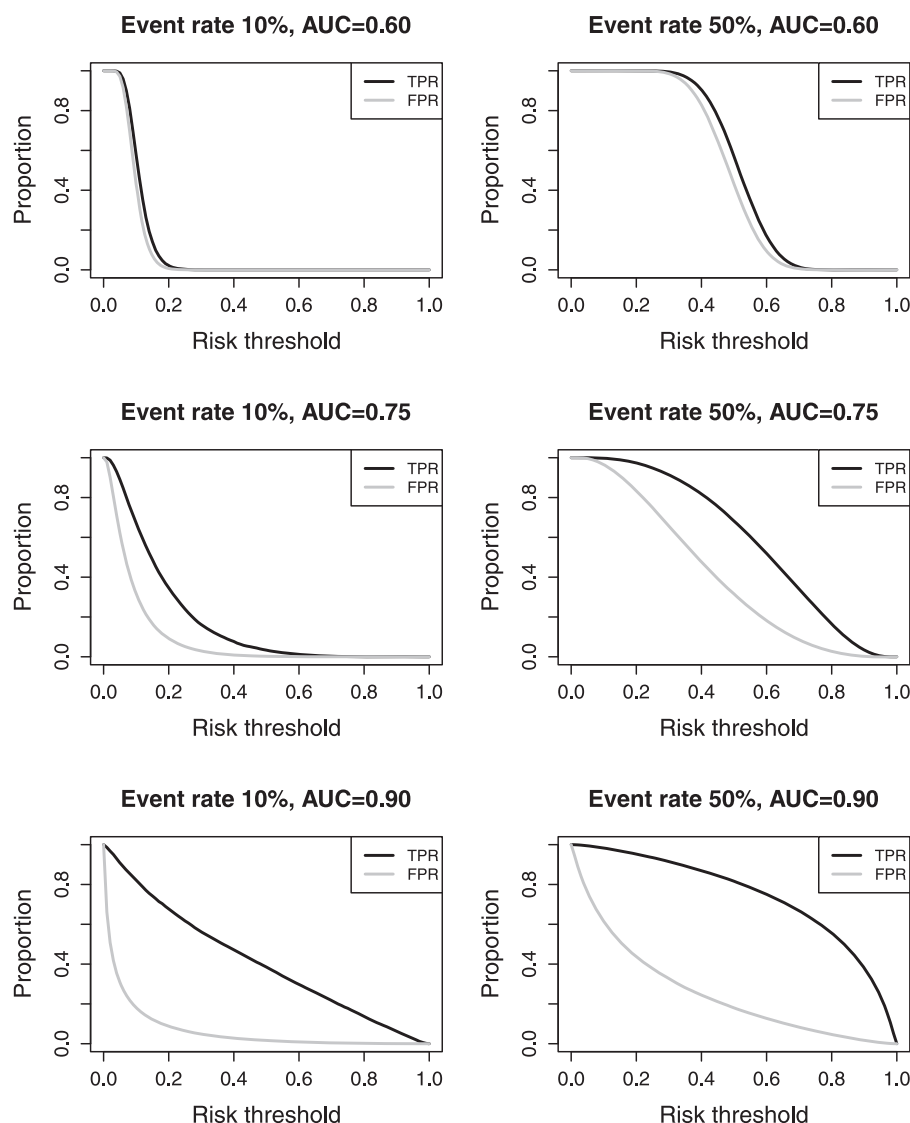 Event rate 10%, AUC=0.60
TPR
FPR
Proportion
0.0 0.4 0.8
0.0 0.2 0.4 0.6 0.8 1.0
Risk threshold
Event rate 50%, AUC=0.60
TPR
FPR
Proportion
0.0 0.4 0.8
0.0 0.2 0.4 0.6 0.8 1.0
Risk threshold
Event rate 10%, AUC=0.75
TPR
FPR
Proportion
0.0 0.4 0.8
0.0 0.2 0.4 0.6 0.8 1.0
Risk threshold
Event rate 50%, AUC=0.75
TPR
FPR
Proportion
0.0 0.4 0.8
0.0 0.2 0.4 0.6 0.8 1.0
Risk threshold
Event rate 10%, AUC=0.90
TPR
FPR
Proportion
0.0 0.4 0.8
0.0 0.2 0.4 0.6 0.8 1.0
Risk threshold
Event rate 50%, AUC=0.90
TPR
FPR
Proportion
0.0 0.4 0.8
0.0 0.2 0.4 0.6 0.8 1.0
Risk threshold